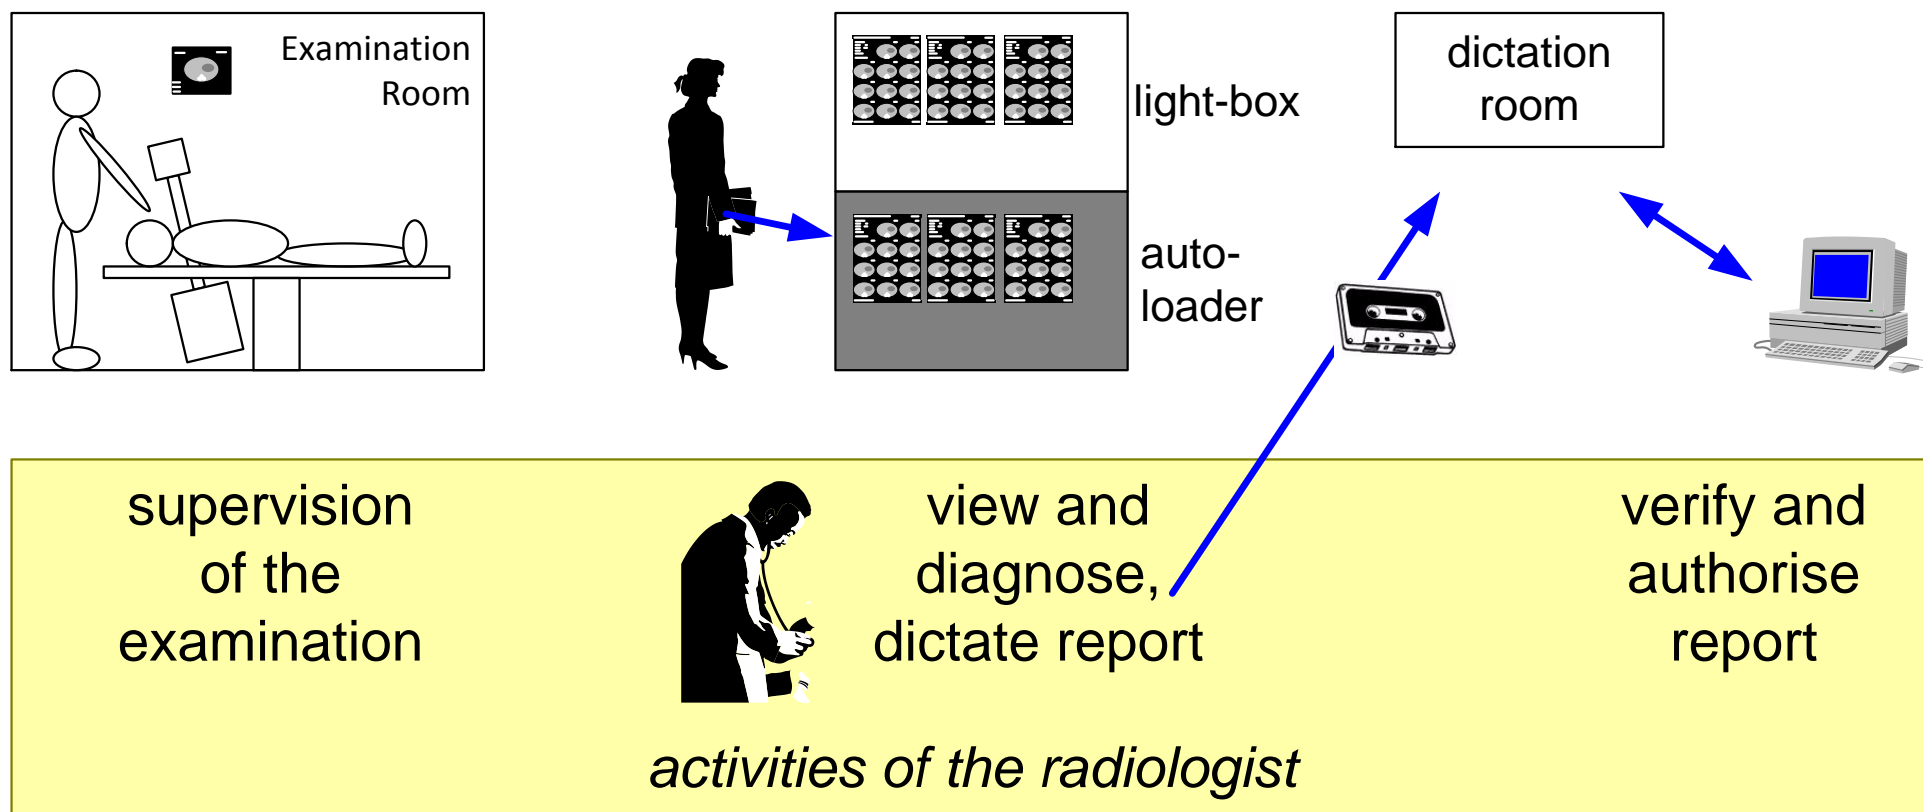 Examination
Room
light-box
auto-
loader
dictation
room
supervision
of the
examination
view and
diagnose,
dictate report
verify and
authorise
report
activities of the radiologist